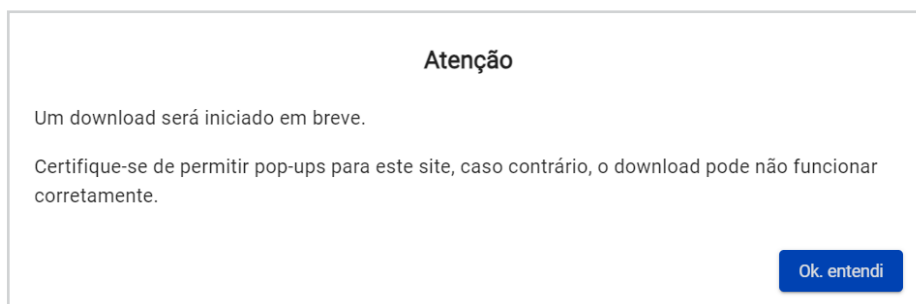 Atenção
Um download será iniciado em breve.
Certifique-se de permitir pop-ups para este site, caso contrário, o download pode não funcionar
corretamente.
Ok. entendi